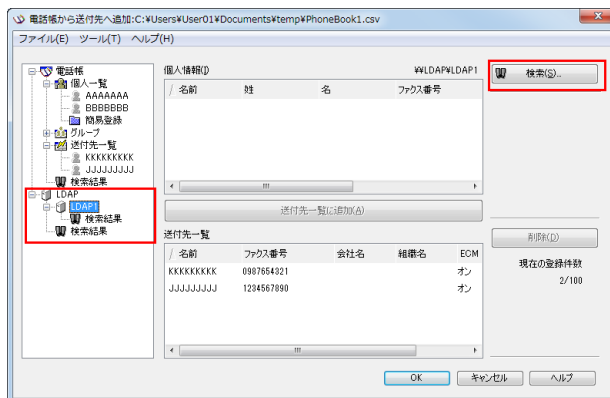 電話帳から送付先へ追加:C:¥Users¥User01¥Documents¥temp¥PhoneBook1.csv
ファイル(E) ツール(T) ヘルプ(H)
電話帳
個人一覧
AAAAAAA
BBBBBBB
簡易登録
グループ
送付先一覧
KKKKKKKKK
JJJJJJJJJ
検索結果
LDAP
LDAP1
検索結果
検索結果
個人情報(I) ¥¥LDAP¥LDAP1
/ 名前 姓 名 ファクス番号
送付先一覧に追加(A)
送付先一覧
/ 名前 ファクス番号 会社名 組織名 ECM
KKKKKKKKK 0987654321 オン
JJJJJJJJJ 1234567890 オン
検索(S)...
削除(D)
現在の登録件数
2/100
OK キャンセル ヘルプ